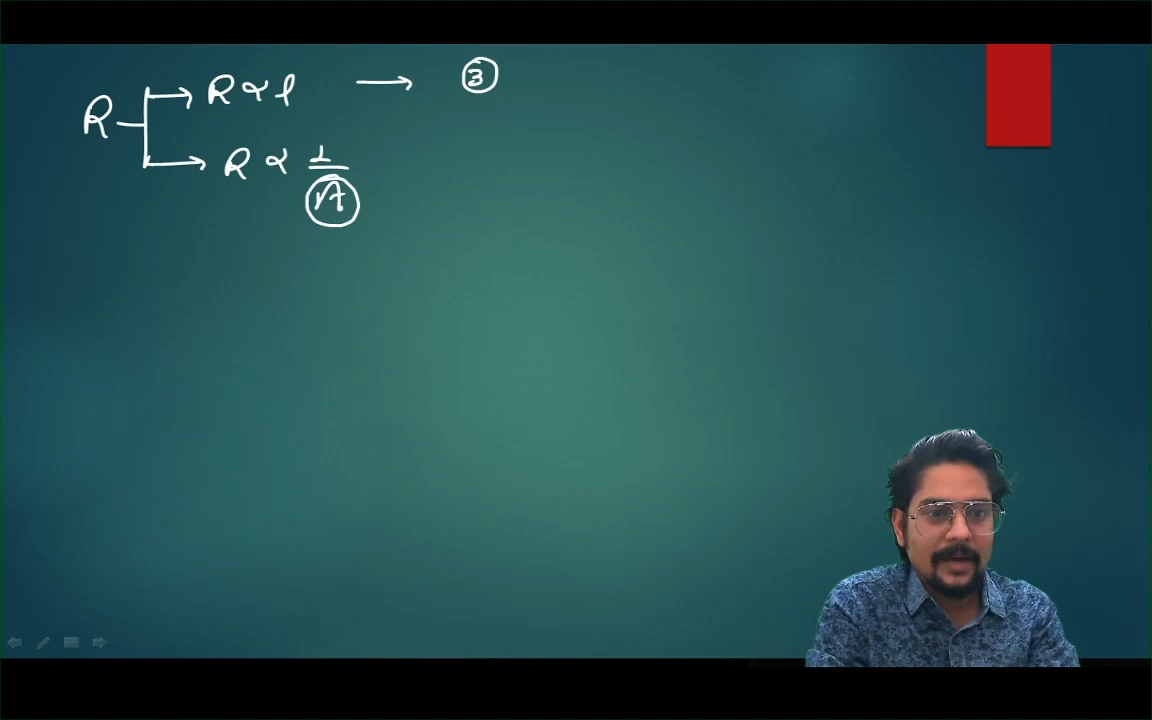 R → R ∝ l → ③
→ R ∝ 1/A